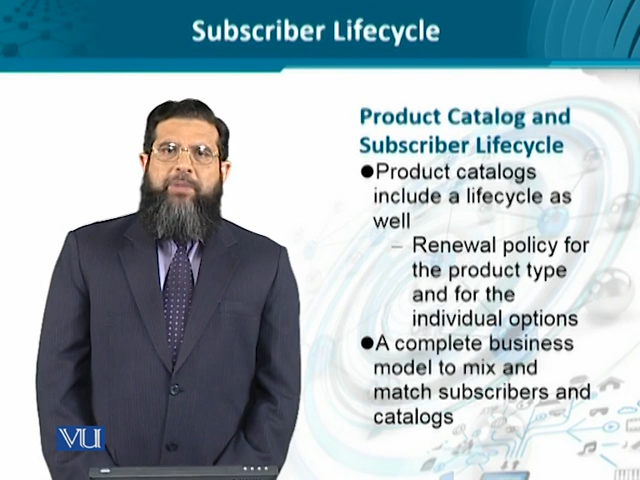 Subscriber Lifecycle
Product Catalog and
Subscriber Lifecycle
●Product catalogs
include a lifecycle as
well
– Renewal policy for
the product type
and for the
individual options
●A complete business
model to mix and
match subscribers and
catalogs
VU